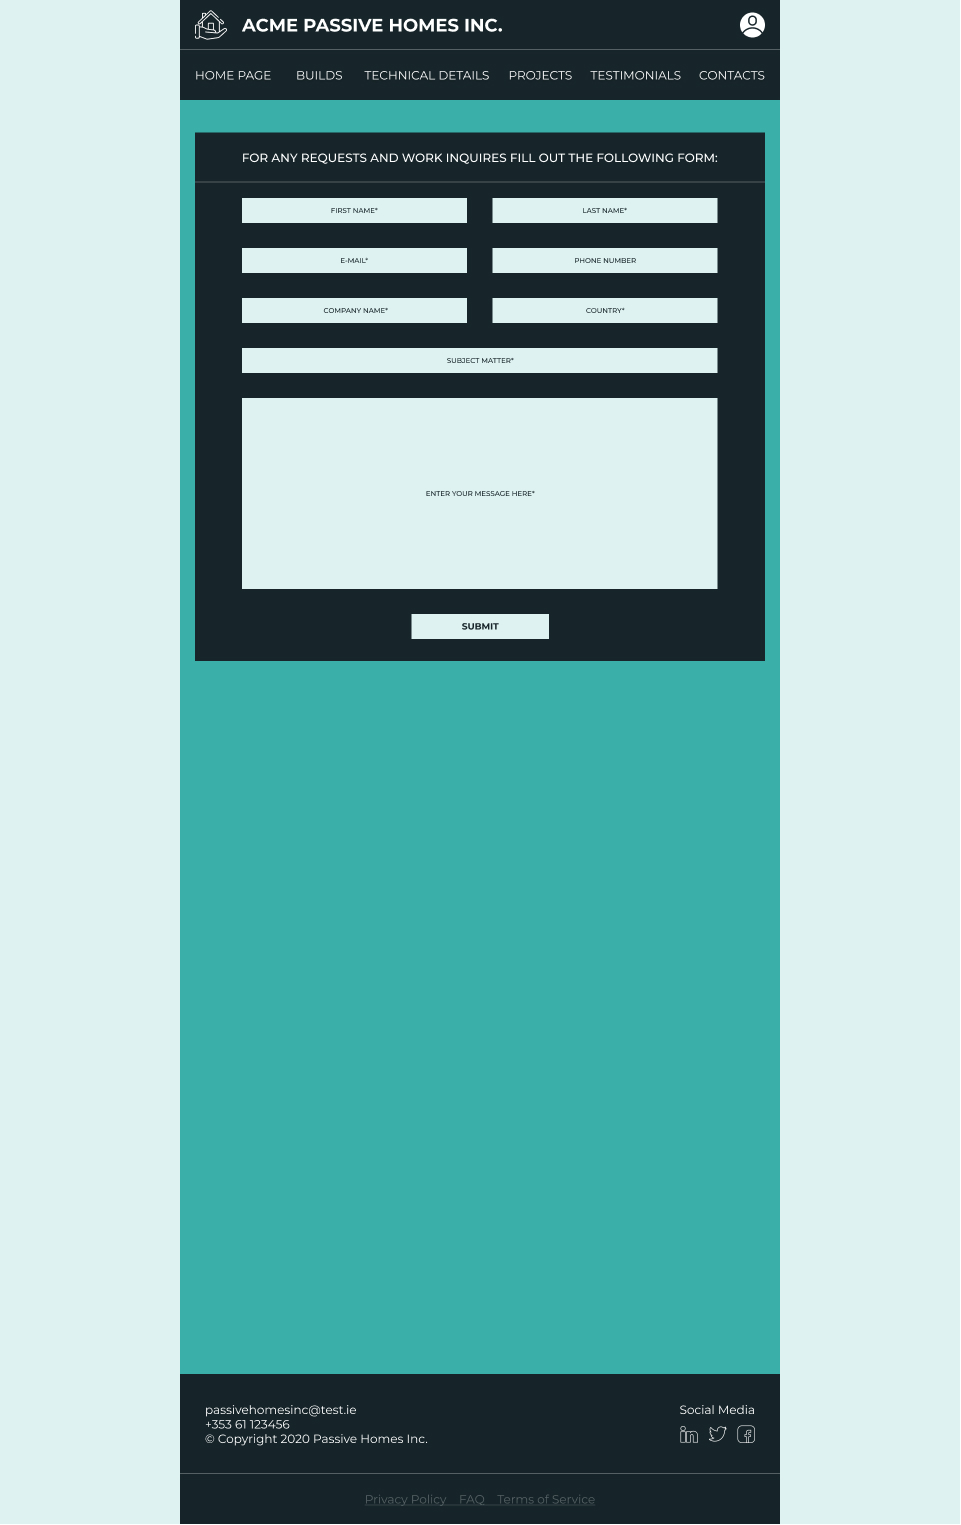 ACME PASSIVE HOMES INC.
HOME PAGE BUILDS TECHNICAL DETAILS PROJECTS TESTIMONIALS CONTACTS
FOR ANY REQUESTS AND WORK INQUIRES FILL OUT THE FOLLOWING FORM:
FIRST NAME* LAST NAME*
E-MAIL* PHONE NUMBER
COMPANY NAME* COUNTRY*
SUBJECT MATTER*
ENTER YOUR MESSAGE HERE*
SUBMIT
passivehomesinc@test.ie
+353 61 123456
© Copyright 2020 Passive Homes Inc.
Social Media
Privacy Policy FAQ Terms of Service